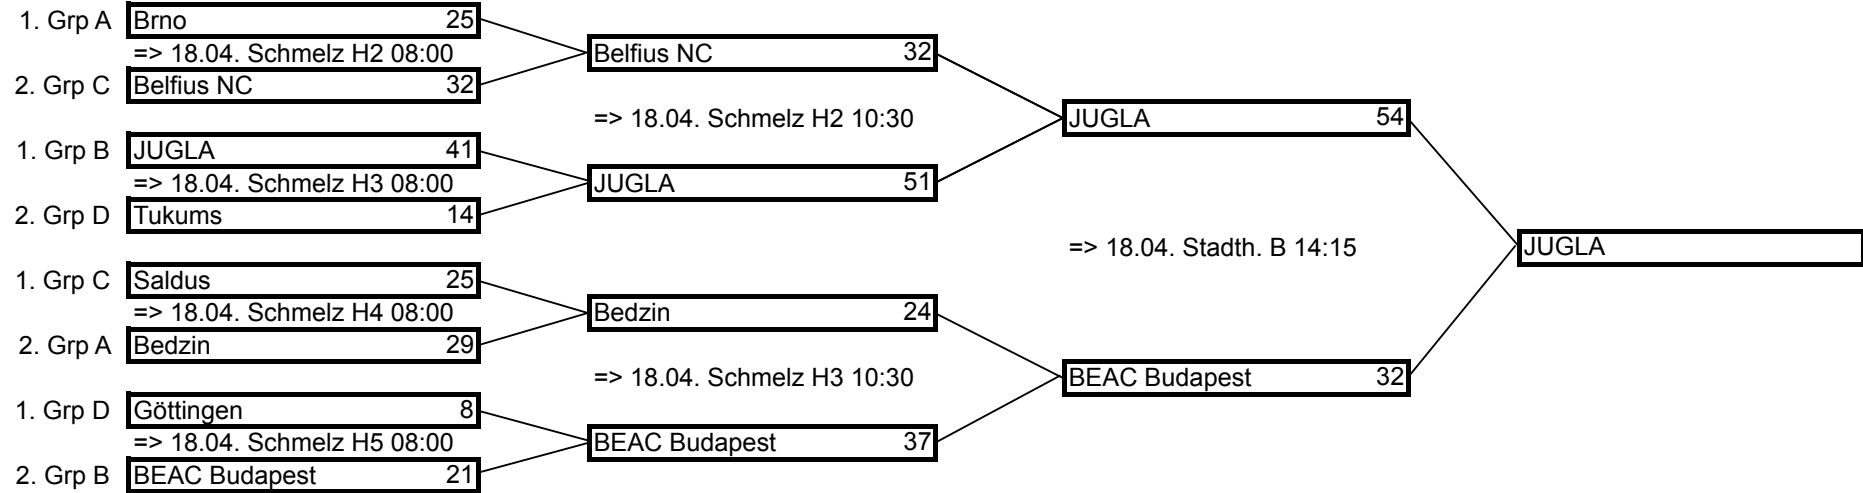 1. Grp A Brno 25
=> 18.04. Schmelz H2 08:00
2. Grp C Belfius NC 32
Belfius NC 32
=> 18.04. Schmelz H2 10:30
JUGLA 54
1. Grp B JUGLA 41
=> 18.04. Schmelz H3 08:00
2. Grp D Tukums 14
JUGLA 51
=> 18.04. Stadth. B 14:15
JUGLA
1. Grp C Saldus 25
=> 18.04. Schmelz H4 08:00
2. Grp A Bedzin 29
Bedzin 24
=> 18.04. Schmelz H3 10:30
BEAC Budapest 32
1. Grp D Göttingen 8
=> 18.04. Schmelz H5 08:00
2. Grp B BEAC Budapest 21
BEAC Budapest 37